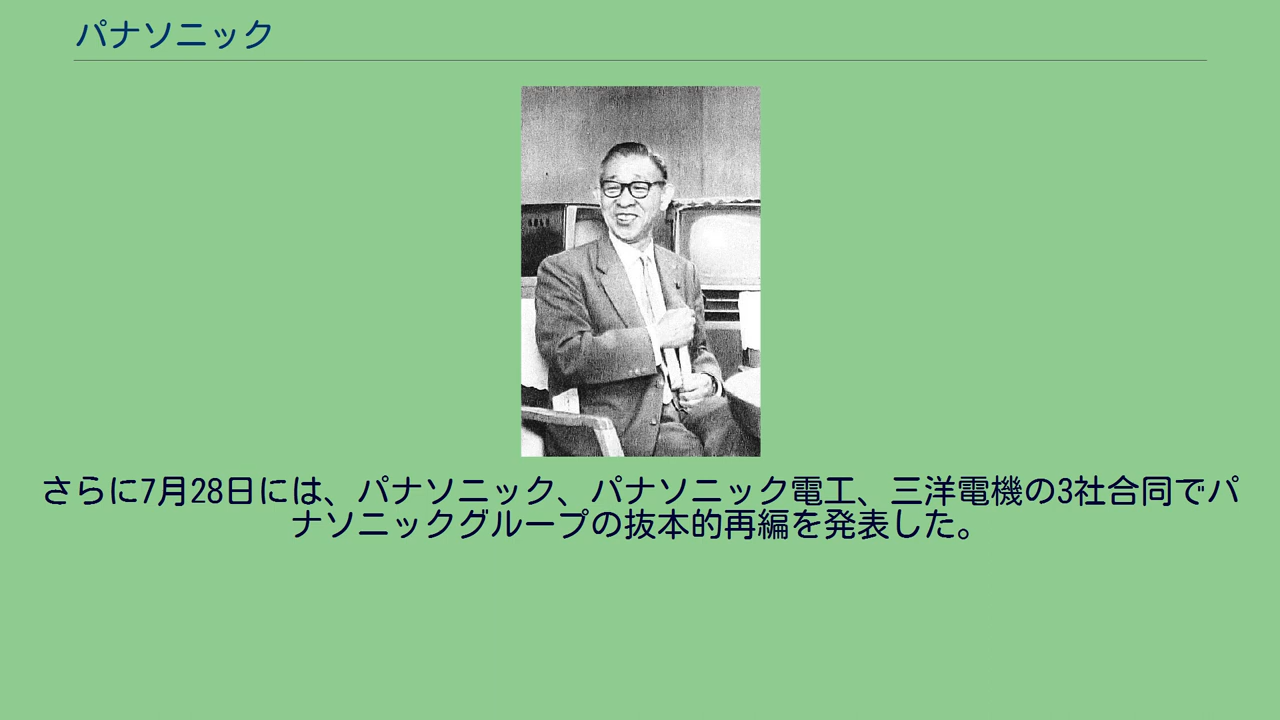 パナソニック
さらに7月28日には、パナソニック、パナソニック電工、三洋電機の3社合同でパ
ナソニックグループの抜本的再編を発表した。